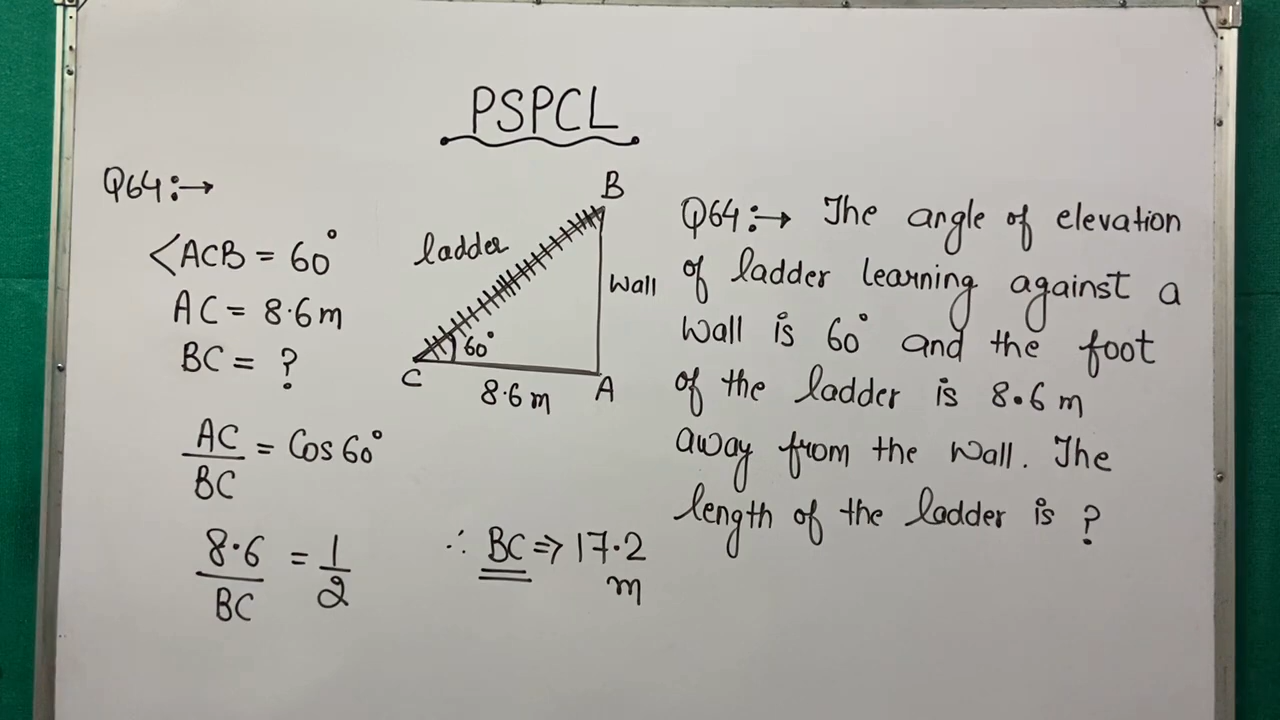 PSPCL
Q64:→
<ACB = 60°
AC = 8.6m
BC = ?
AC/BC = Cos 60°
8.6/BC = 1/2
∴ BC ⇒ 17.2
m
B
ladder
wall
60°
C
A
8.6 m
Q64:→ The angle of elevation
of ladder learning against a
wall is 60° and the foot
of the ladder is 8.6 m
away from the wall. The
length of the ladder is ?